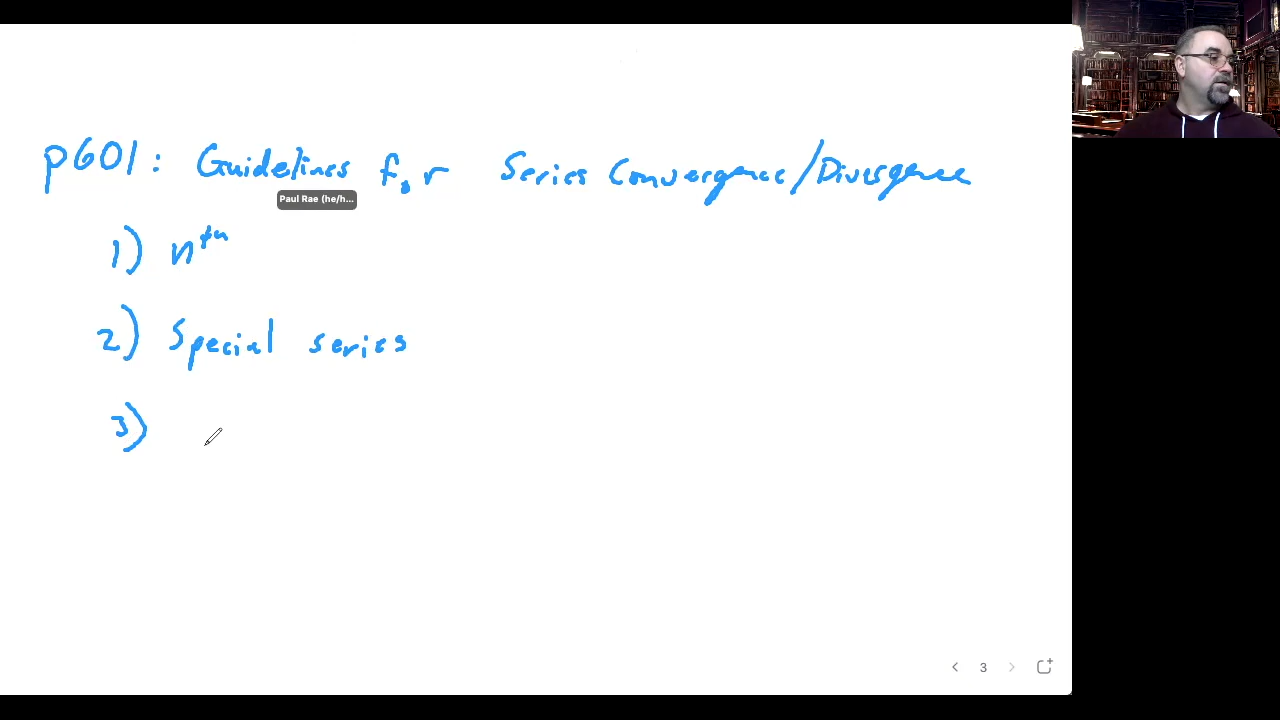 p601: Guidelines for Series Convergence/Divergence
Paul Rae (he/h...
1) nth
2) Special series
3)
3